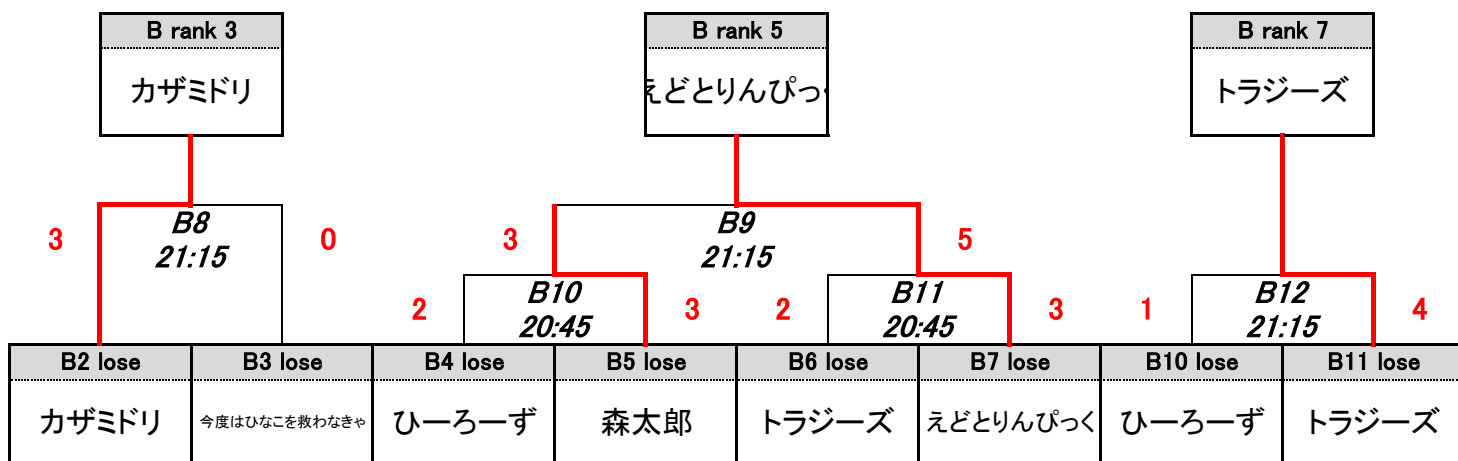 B rank 3
B rank 5
B rank 7
カザミドリ
えどとりんぴっく
トラジーズ
B8
21:15
3
0
B9
21:15
3
5
B10
20:45
2
3
B11
20:45
2
3
B12
21:15
1
4
B2 lose
B3 lose
B4 lose
B5 lose
B6 lose
B7 lose
B10 lose
B11 lose
カザミドリ
今度はひなこを救わなきゃ
ひーろーず
森太郎
トラジーズ
えどとりんぴっく
ひーろーず
トラジーズ